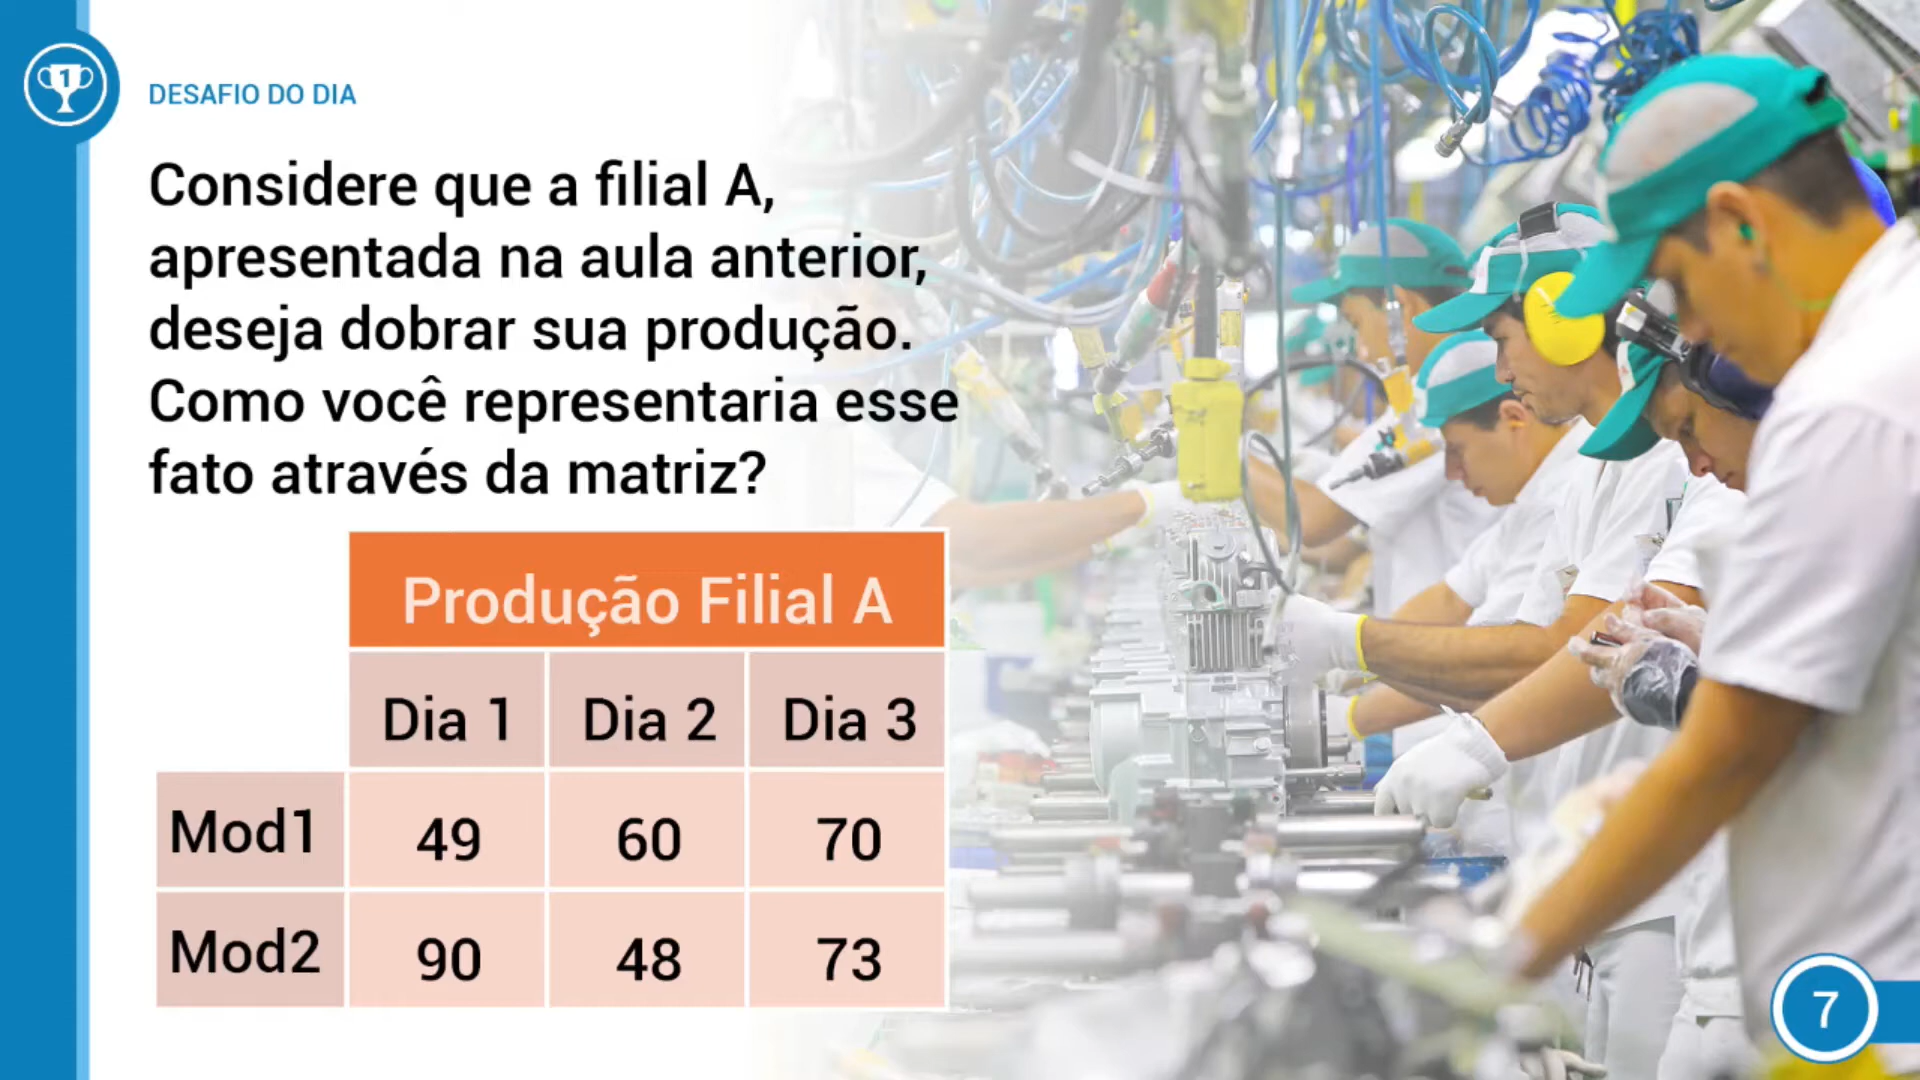 1
DESAFIO DO DIA
Considere que a filial A,
apresentada na aula anterior,
deseja dobrar sua produção.
Como você representaria esse
fato através da matriz?
Produção Filial A
Dia 1 Dia 2 Dia 3
Mod1 49 60 70
Mod2 90 48 73
7